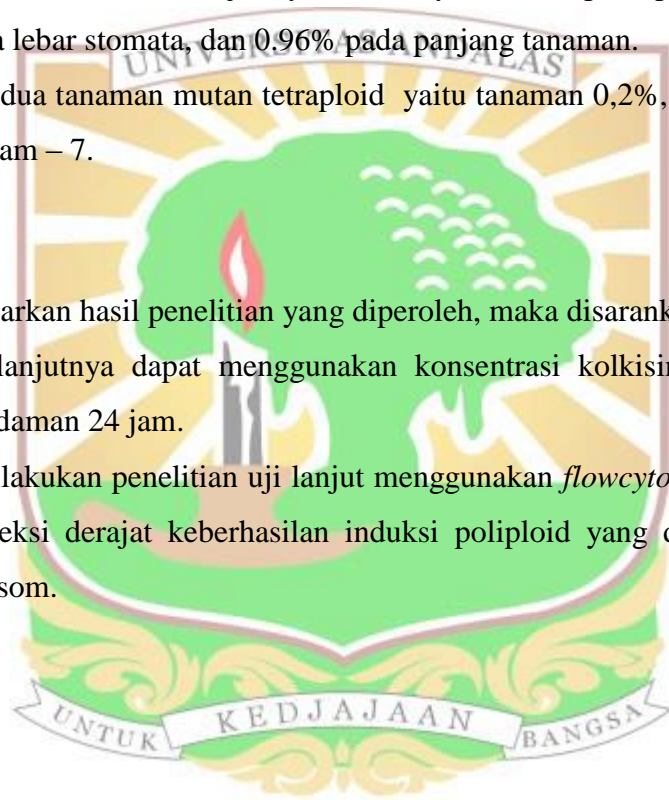 a lebar stomata, dan 0.96% pada panjang tanaman.
UNIVERSITAS ANDALAS
dua tanaman mutan tetraploid yaitu tanaman 0,2%,
am – 7.
arkan hasil penelitian yang diperoleh, maka disarank
lanjutnya dapat menggunakan konsentrasi kolkisin
daman 24 jam.
lakukan penelitian uji lanjut menggunakan flowcyto
eksi derajat keberhasilan induksi poliploid yang d
som.
UNTUK KEDJAJAAN BANGSA